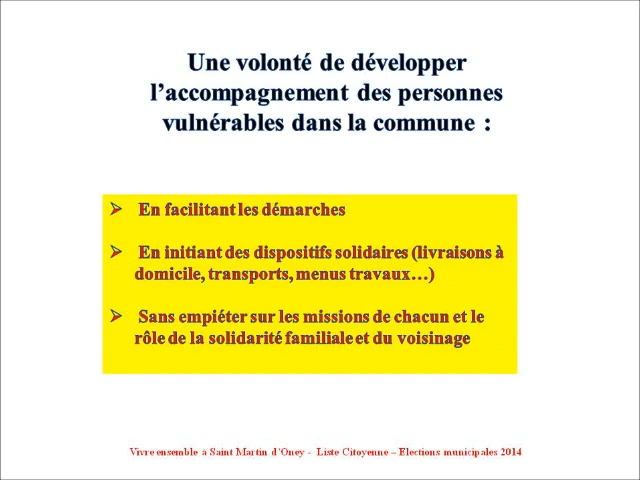 Une volonté de développer
l’accompagnement des personnes
vulnérables dans la commune :
➢ En facilitant les démarches
➢ En initiant des dispositifs solidaires (livraisons à
domicile, transports, menus travaux…)
➢ Sans empiéter sur les missions de chacun et le
rôle de la solidarité familiale et du voisinage
Vivre ensemble à Saint Martin d’Oney - Liste Citoyenne – Elections municipales 2014